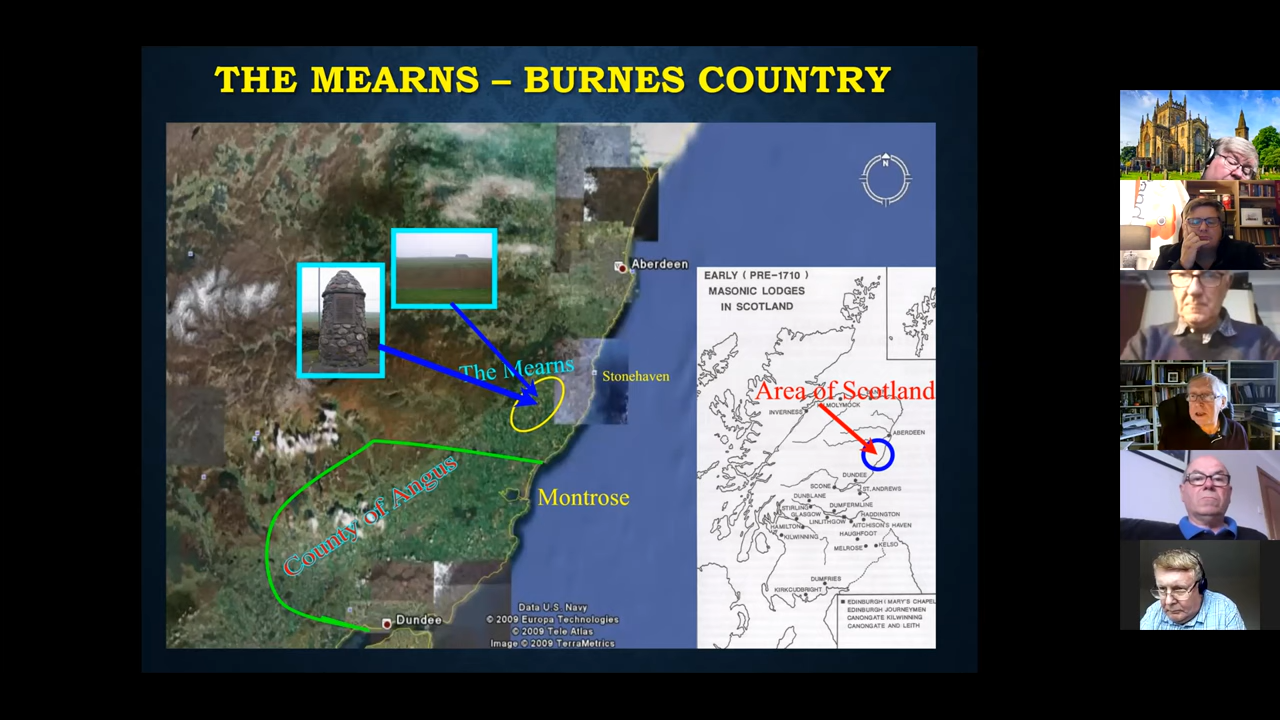 THE MEARNS – BURNES COUNTRY
N
Aberdeen
The Mearns
Stonehaven
County of Angus
Montrose
Dundee
Data U.S. Navy
© 2009 Europa Technologies
© 2009 Tele Atlas
Image © 2009 TerraMetrics
EARLY ( PRE-1710 )
MASONIC LODGES
IN SCOTLAND
Area of Scotland
INVERNESS
ABERDEEN
DUNDEE
SCONE
ST. ANDREWS
DUNBLANE
STIRLING
DUNFERMLINE
GLASGOW
LINLITHGOW
HADDINGTON
HAMILTON
AITCHISON'S HAVEN
KILWINNING
HAUGHFOOT
MELROSE
KELSO
DUMFRIES
KIRKCUDBRIGHT
EDINBURGH ( MARY'S CHAPEL
EDINBURGH JOURNEYMEN
CANONGATE KILWINNING
CANONGATE AND LEITH